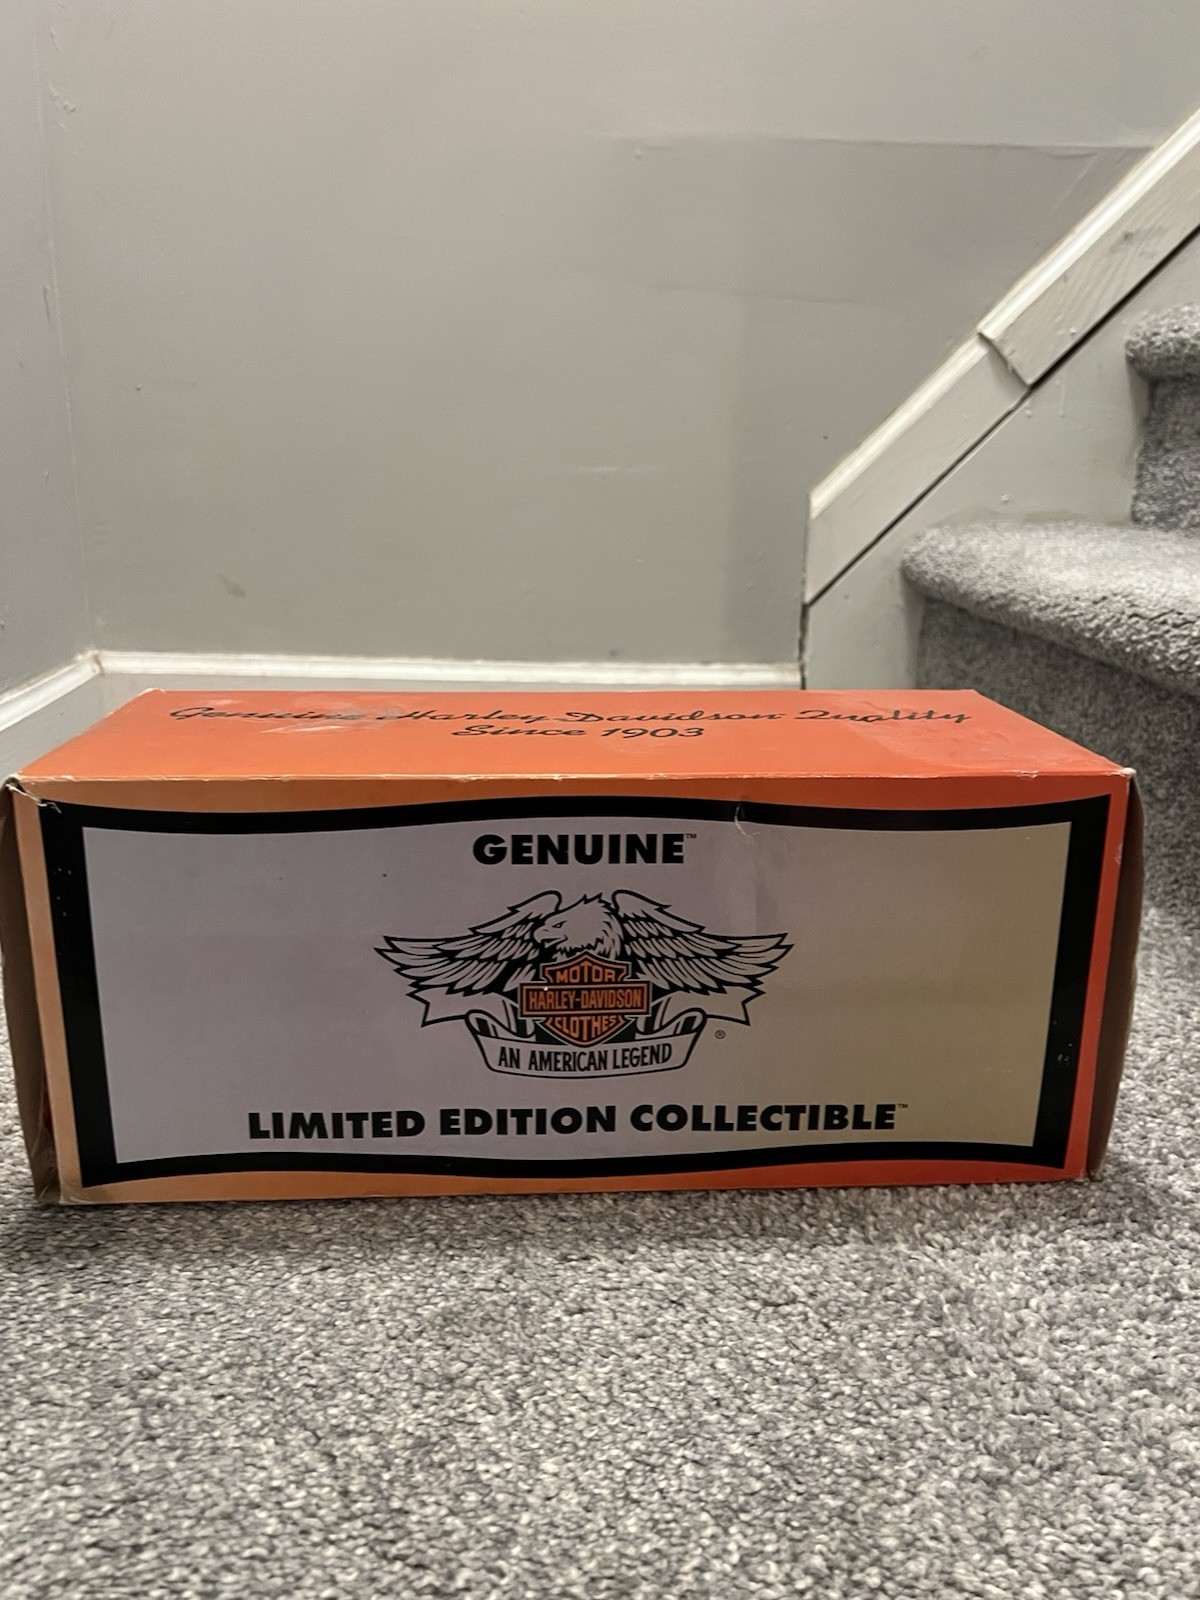 Genuine Harley-Davidson Quality
Since 1903
GENUINE™
MOTOR
HARLEY-DAVIDSON
CLOTHES
®
AN AMERICAN LEGEND
LIMITED EDITION COLLECTIBLE™